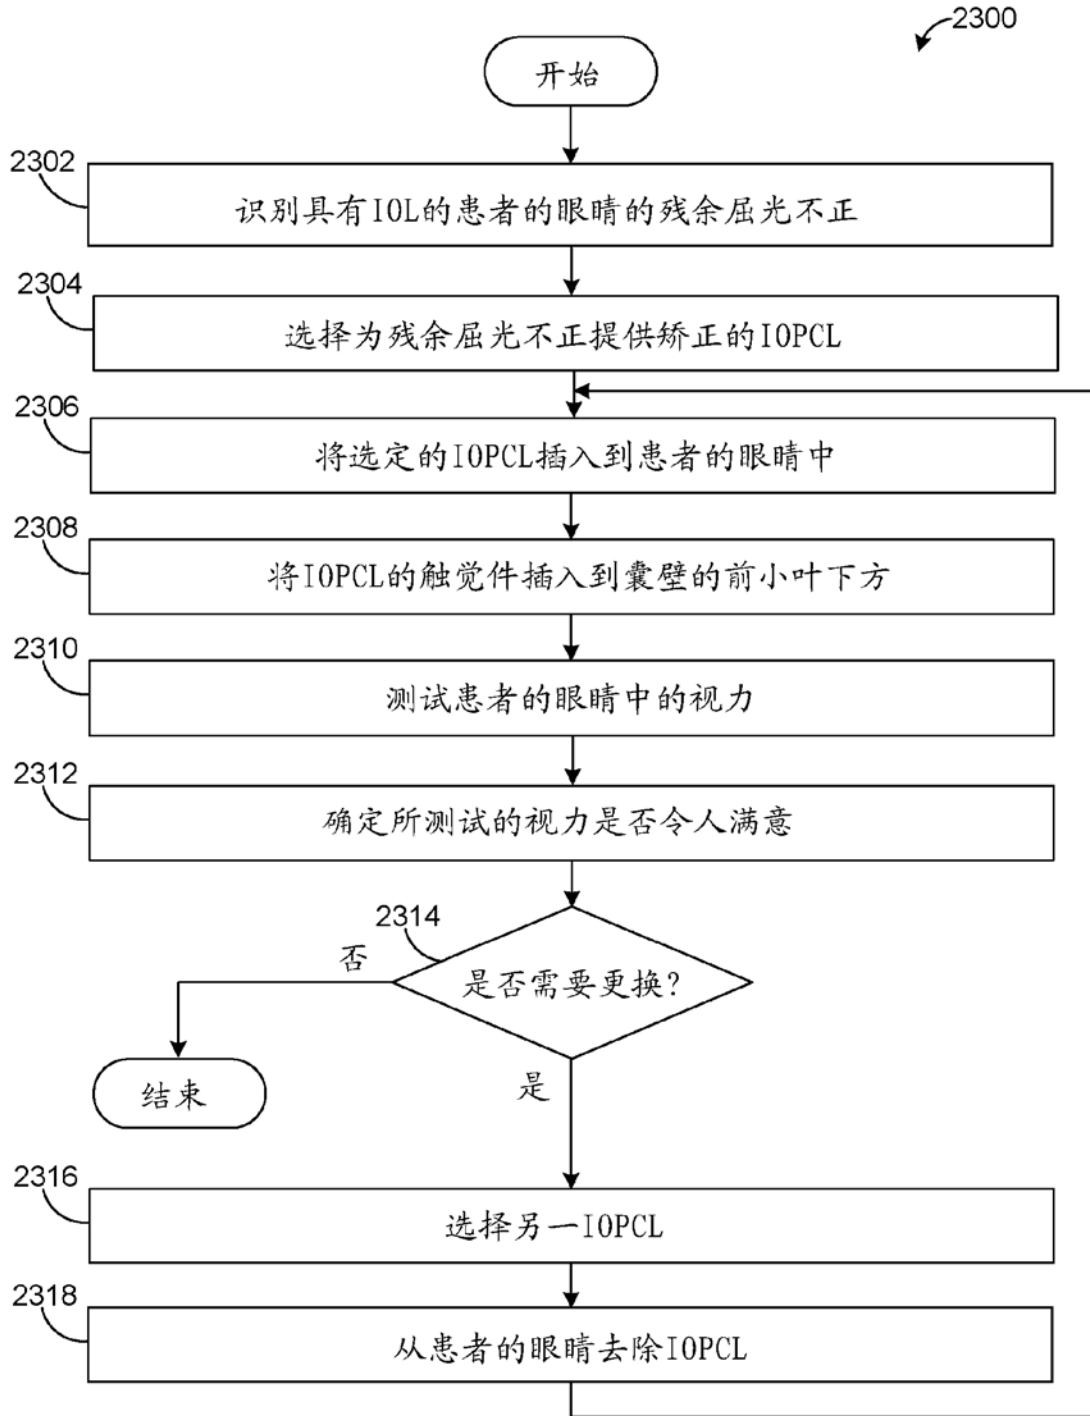 2300
开始
2302
识别具有IOL的患者的眼睛的残余屈光不正
2304
选择为残余屈光不正提供矫正的IOPCL
2306
将选定的IOPCL插入到患者的眼睛中
2308
将IOPCL的触觉件插入到囊壁的前小叶下方
2310
测试患者的眼睛中的视力
2312
确定所测试的视力是否令人满意
2314
否
是否需要更换?
结束
是
2316
选择另一IOPCL
2318
从患者的眼睛去除IOPCL